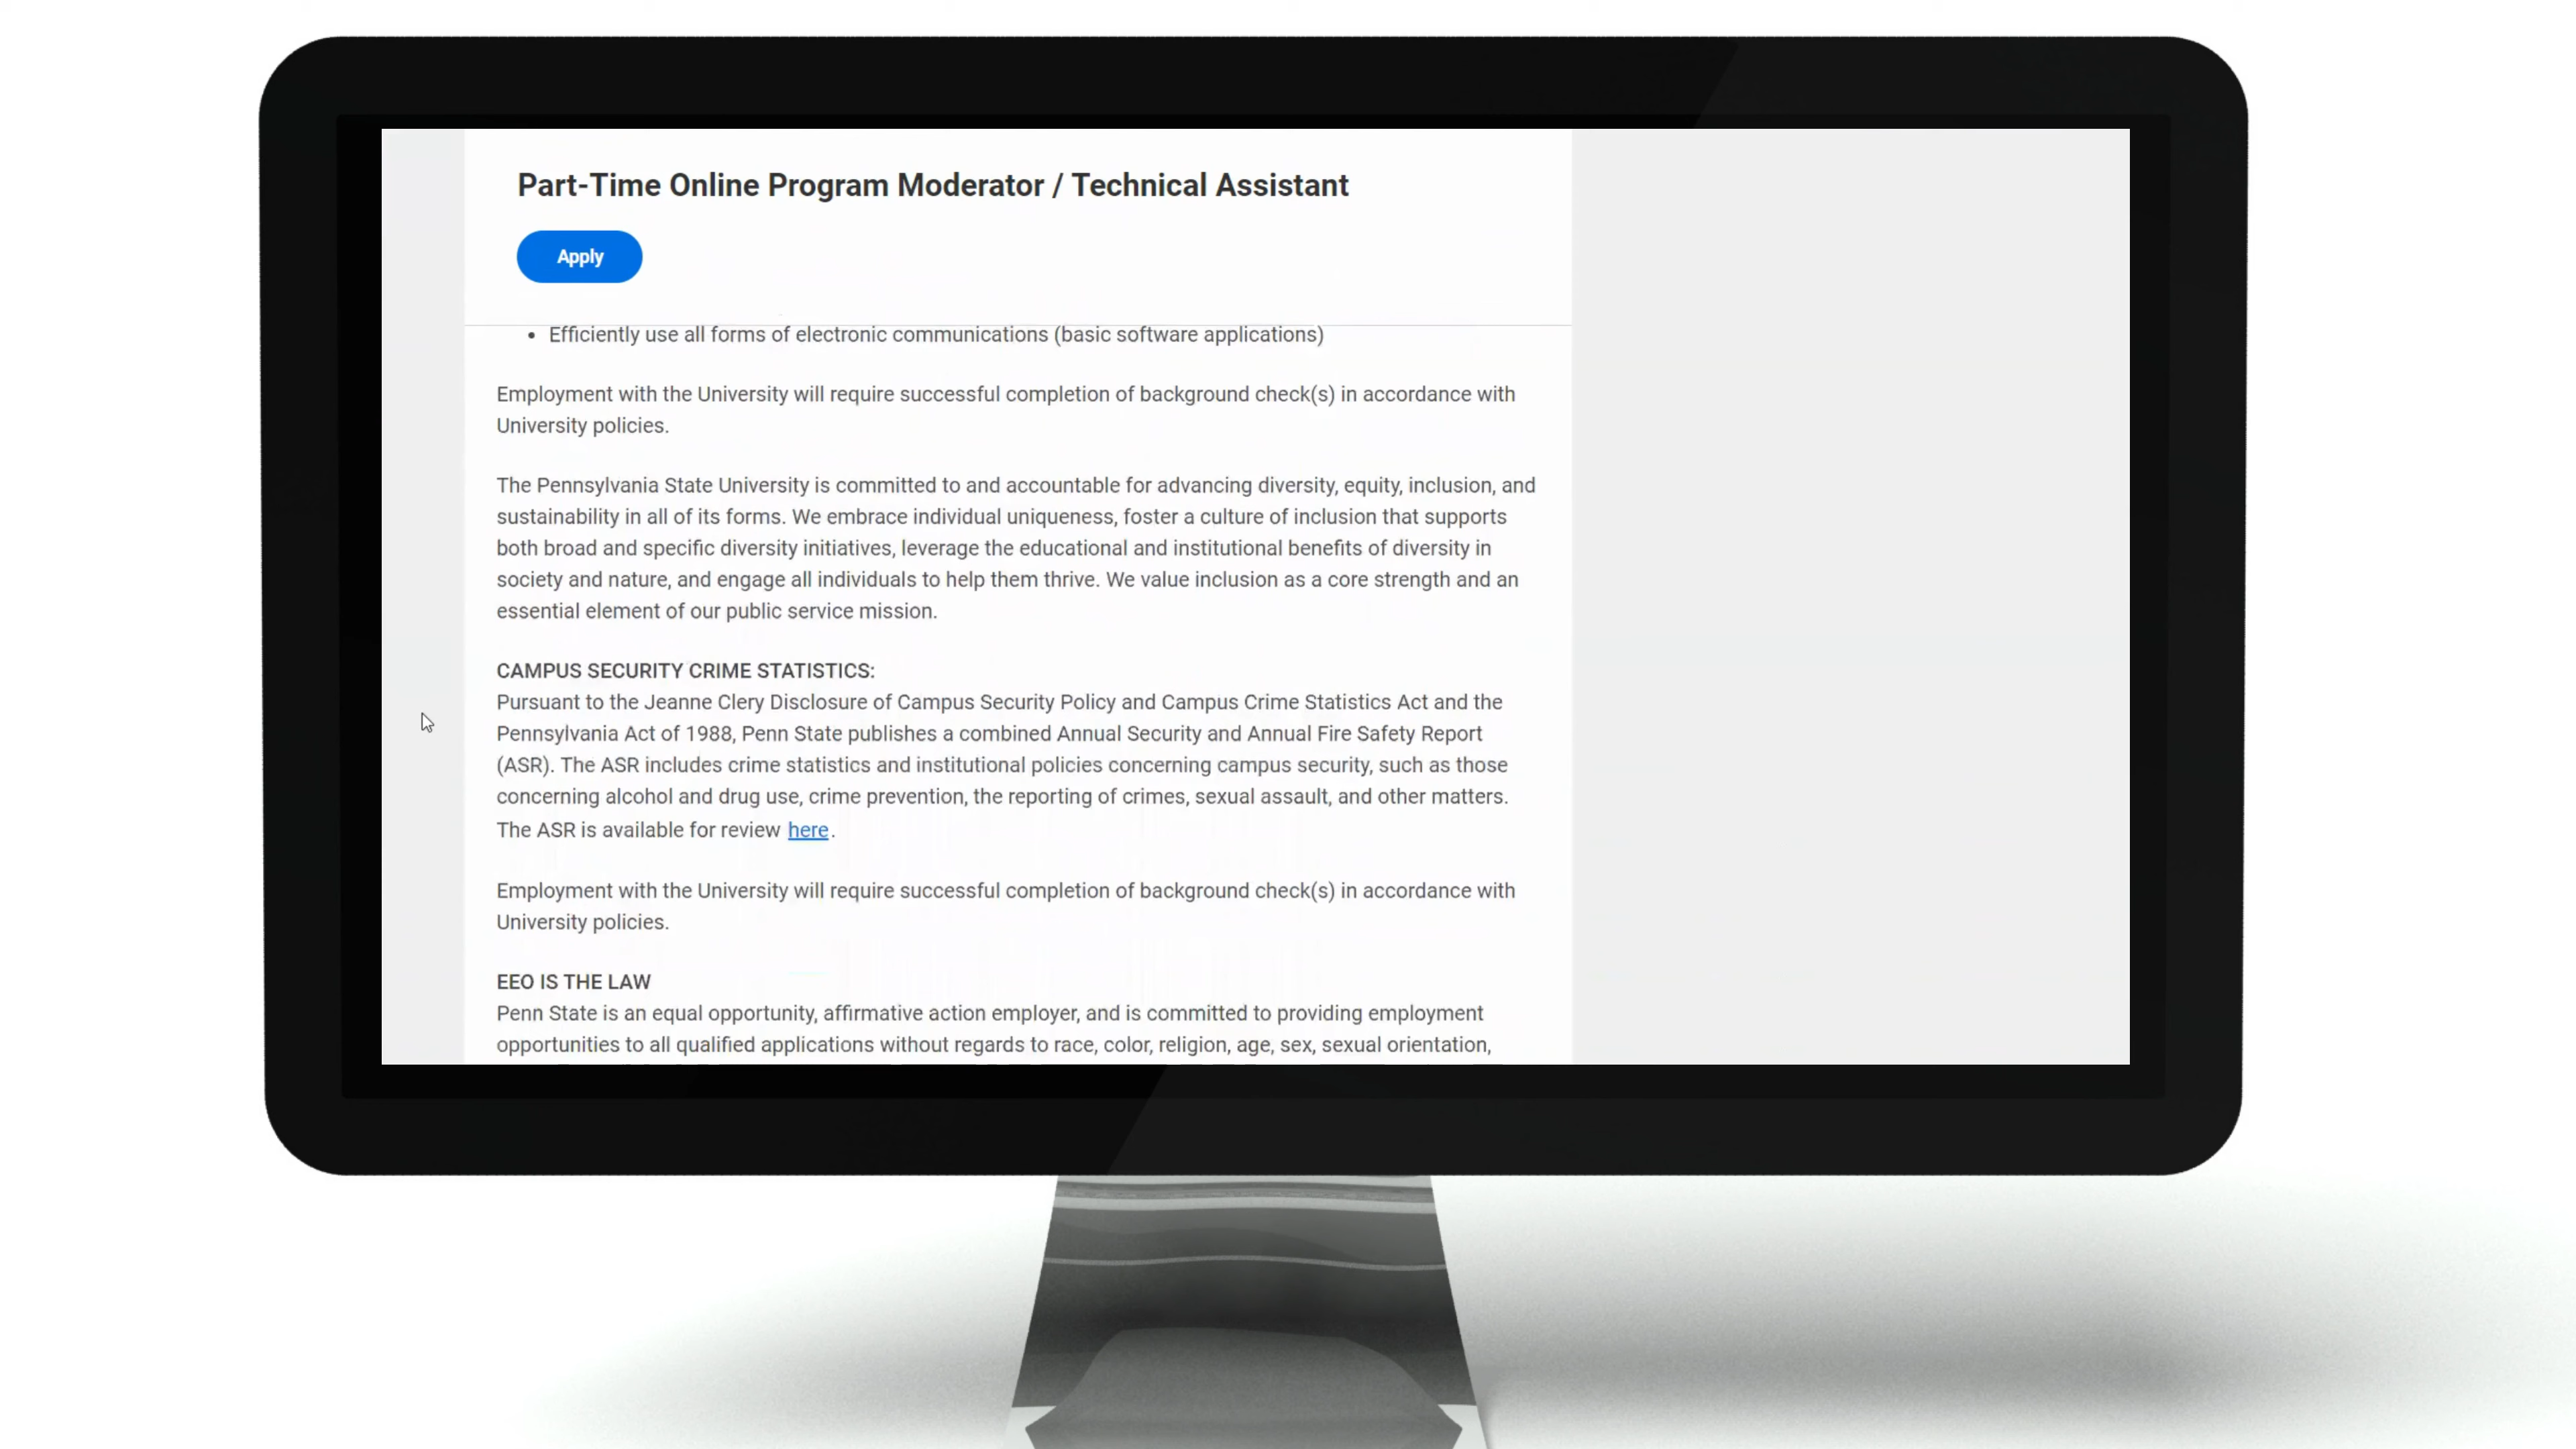 Part-Time Online Program Moderator / Technical Assistant
Apply
• Efficiently use all forms of electronic communications (basic software applications)
Employment with the University will require successful completion of background check(s) in accordance with
University policies.
The Pennsylvania State University is committed to and accountable for advancing diversity, equity, inclusion, and
sustainability in all of its forms. We embrace individual uniqueness, foster a culture of inclusion that supports
both broad and specific diversity initiatives, leverage the educational and institutional benefits of diversity in
society and nature, and engage all individuals to help them thrive. We value inclusion as a core strength and an
essential element of our public service mission.
CAMPUS SECURITY CRIME STATISTICS:
Pursuant to the Jeanne Clery Disclosure of Campus Security Policy and Campus Crime Statistics Act and the
Pennsylvania Act of 1988, Penn State publishes a combined Annual Security and Annual Fire Safety Report
(ASR). The ASR includes crime statistics and institutional policies concerning campus security, such as those
concerning alcohol and drug use, crime prevention, the reporting of crimes, sexual assault, and other matters.
The ASR is available for review here.
Employment with the University will require successful completion of background check(s) in accordance with
University policies.
EEO IS THE LAW
Penn State is an equal opportunity, affirmative action employer, and is committed to providing employment
opportunities to all qualified applications without regards to race, color, religion, age, sex, sexual orientation,